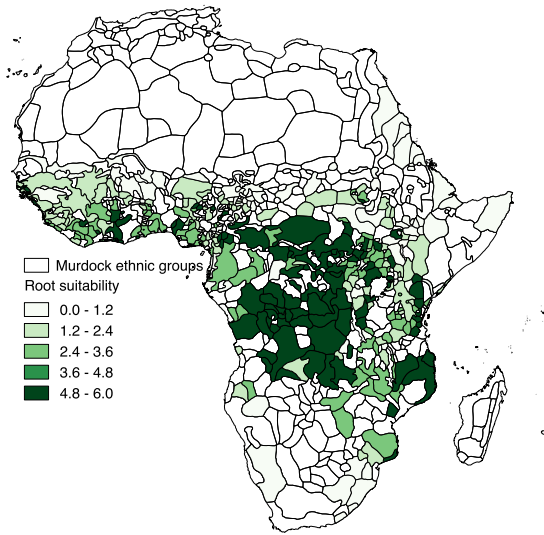 Murdock ethnic groups
Root suitability
0.0 - 1.2
1.2 - 2.4
2.4 - 3.6
3.6 - 4.8
4.8 - 6.0